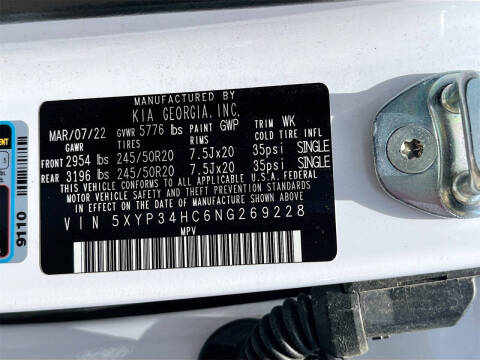 MANUFACTURED BY
KIA GEORGIA, INC.
MAR/07/22 GVWR 5776 lbs PAINT GWP TRIM WK
GAWR TIRES RIMS COLD TIRE INFL
FRONT 2954 lbs 245/50R20 7.5Jx20 35psi SINGLE
REAR 3196 lbs 245/50R20 7.5Jx20 35psi SINGLE
THIS VEHICLE CONFORMS TO ALL APPLICABLE U.S.A FEDERAL
MOTOR VEHICLE SAFETY AND THEFT PREVENTION STANDARDS
IN EFFECT ON THE DATE OF MANUFACTURE SHOWN ABOVE.
VIN 5XYP34HC6NG269228
MPV
9110